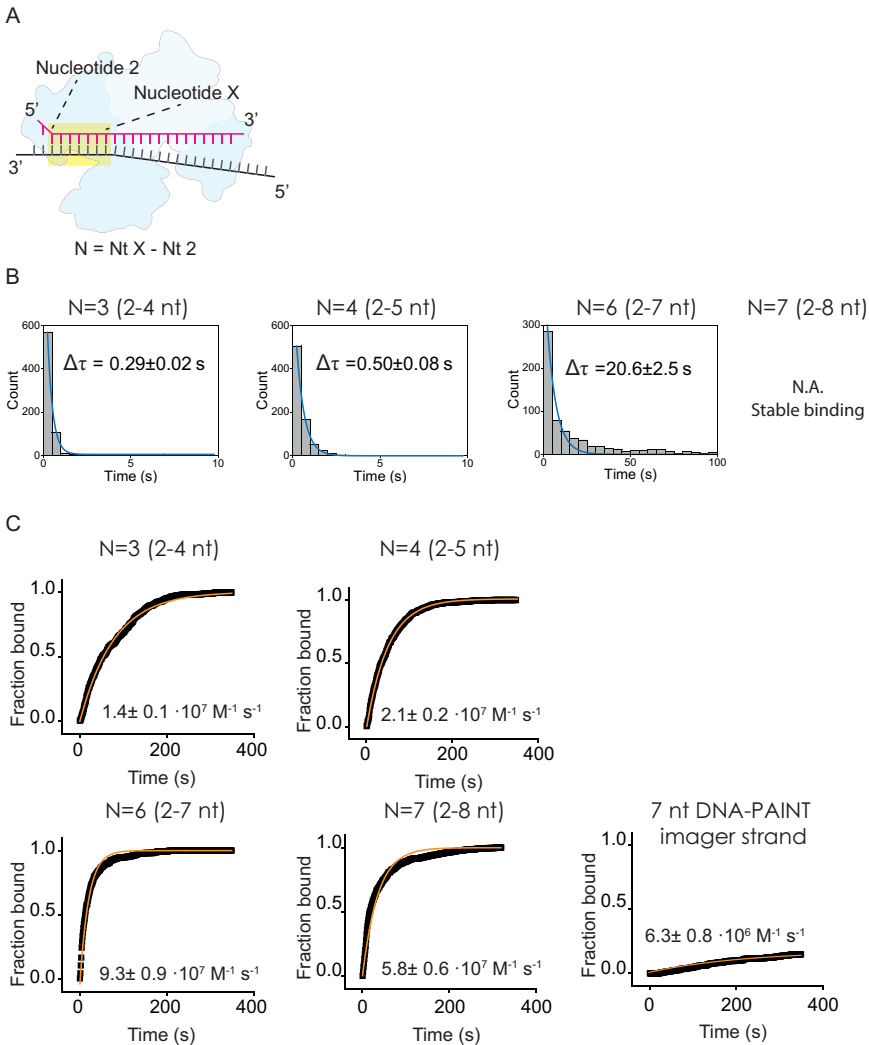 A
Nucleotide 2
Nucleotide X
5’
3’
3’
5’
N = Nt X - Nt 2
B
N=3 (2-4 nt)
600
400
200
0
Count
Δτ = 0.29±0.02 s
0
5
10
Time (s)
N=4 (2-5 nt)
600
400
200
0
Count
Δτ =0.50±0.08 s
0
5
10
Time (s)
N=6 (2-7 nt)
300
200
100
0
Count
Δτ =20.6±2.5 s
0
50
100
Time (s)
N=7 (2-8 nt)
N.A.
Stable binding
C
N=3 (2-4 nt)
1.0
0.5
0.0
Fraction bound
1.4± 0.1 ·10⁷ M⁻¹ s⁻¹
0
200
400
Time (s)
N=4 (2-5 nt)
1.0
0.5
0.0
Fraction bound
2.1± 0.2 ·10⁷ M⁻¹ s⁻¹
0
200
400
Time (s)
N=6 (2-7 nt)
1.0
0.5
0.0
Fraction bound
9.3± 0.9 ·10⁷ M⁻¹ s⁻¹
0
200
400
Time (s)
N=7 (2-8 nt)
1.0
0.5
0.0
Fraction bound
5.8± 0.6 ·10⁷ M⁻¹ s⁻¹
0
200
400
Time (s)
7 nt DNA-PAINT
imager strand
1.0
0.5
0.0
Fraction bound
6.3± 0.8 ·10⁶ M⁻¹ s⁻¹
0
200
400
Time (s)